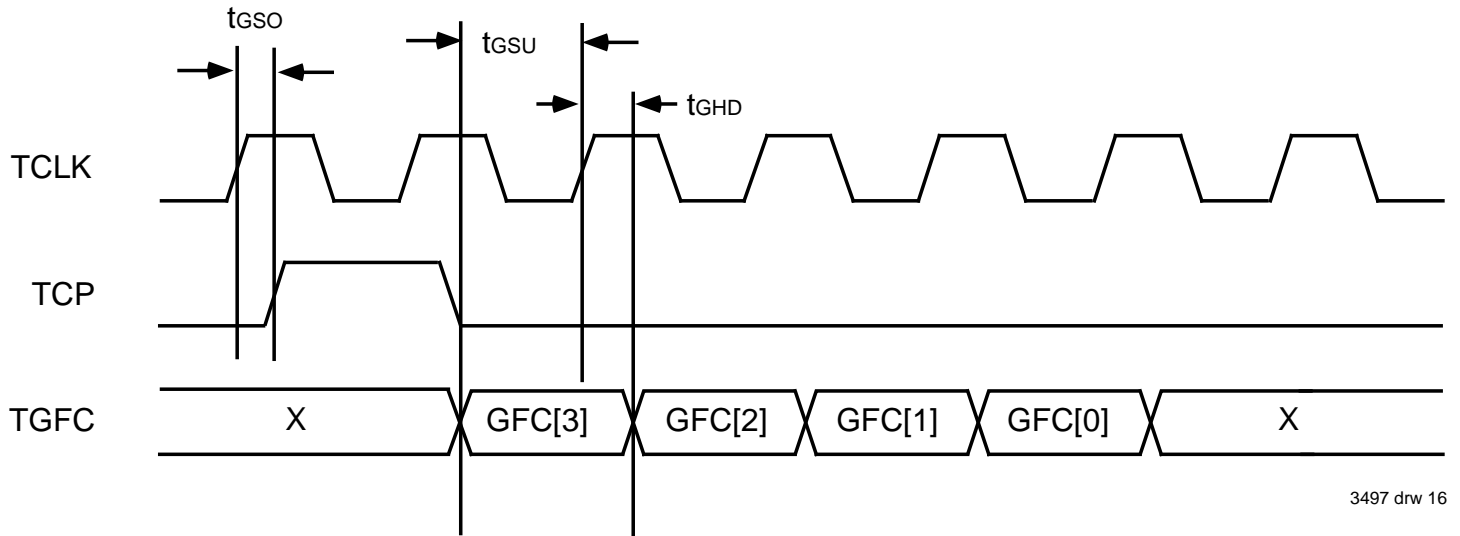 tGSO
tGSU
tGHD
TCLK
TCP
TGFC X GFC[3] GFC[2] GFC[1] GFC[0] X
3497 drw 16